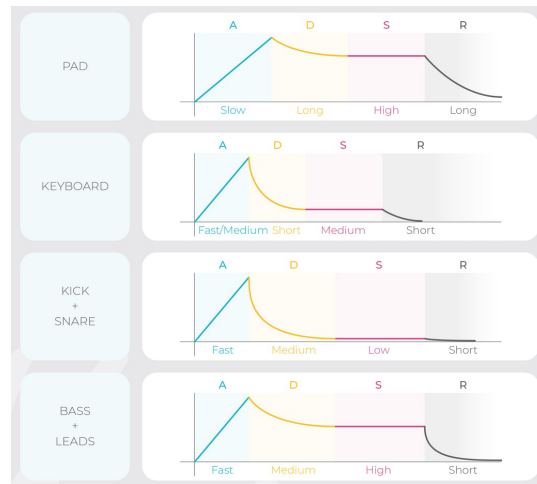 A D S R
PAD
Slow Long High Long
A D S R
KEYBOARD
Fast/Medium Short Medium Short
A D S R
KICK
+
SNARE
Fast Medium Low Short
A D S R
BASS
+
LEADS
Fast Medium High Short